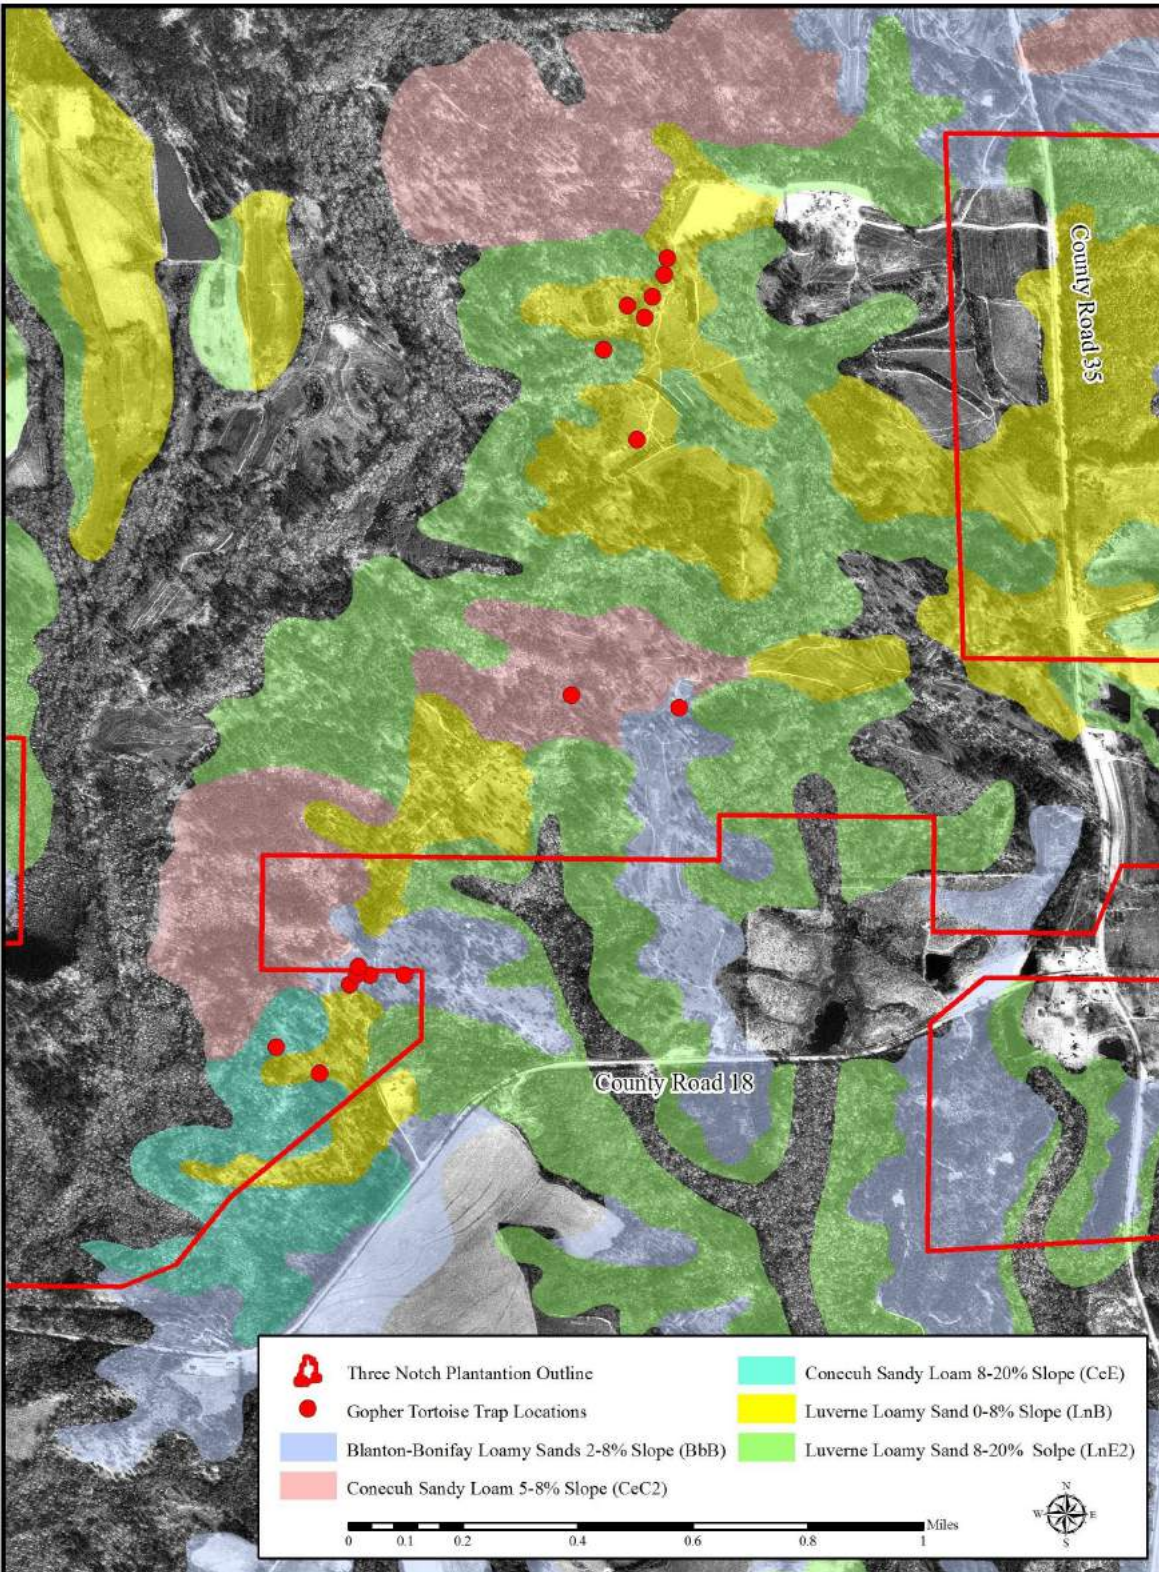 County Road 35
County Road 18
Three Notch Plantantion Outline
Gopher Tortoise Trap Locations
Blanton-Bonifay Loamy Sands 2-8% Slope (BbB)
Conecuh Sandy Loam 5-8% Slope (CeC2)
Conecuh Sandy Loam 8-20% Slope (CeE)
Luverne Loamy Sand 0-8% Slope (LnB)
Luverne Loamy Sand 8-20% Solpe (LnE2)
N
W E
S
Miles
0 0.1 0.2 0.4 0.6 0.8 1